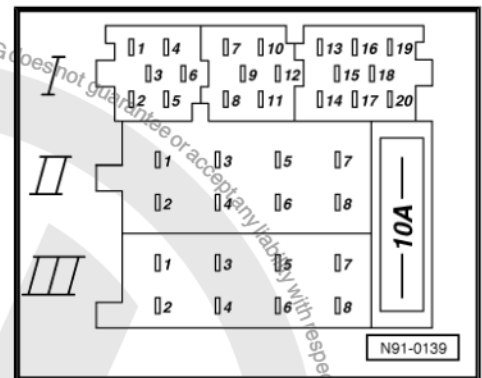 I
1 4 7 10 13 16 19
3 6 9 12 15 18
2 5 8 11 14 17 20
II
1 3 5 7
2 4 6 8
III
1 3 5 7
2 4 6 8
10A
N91-0139
G does not guarantee or accept any liability with respec